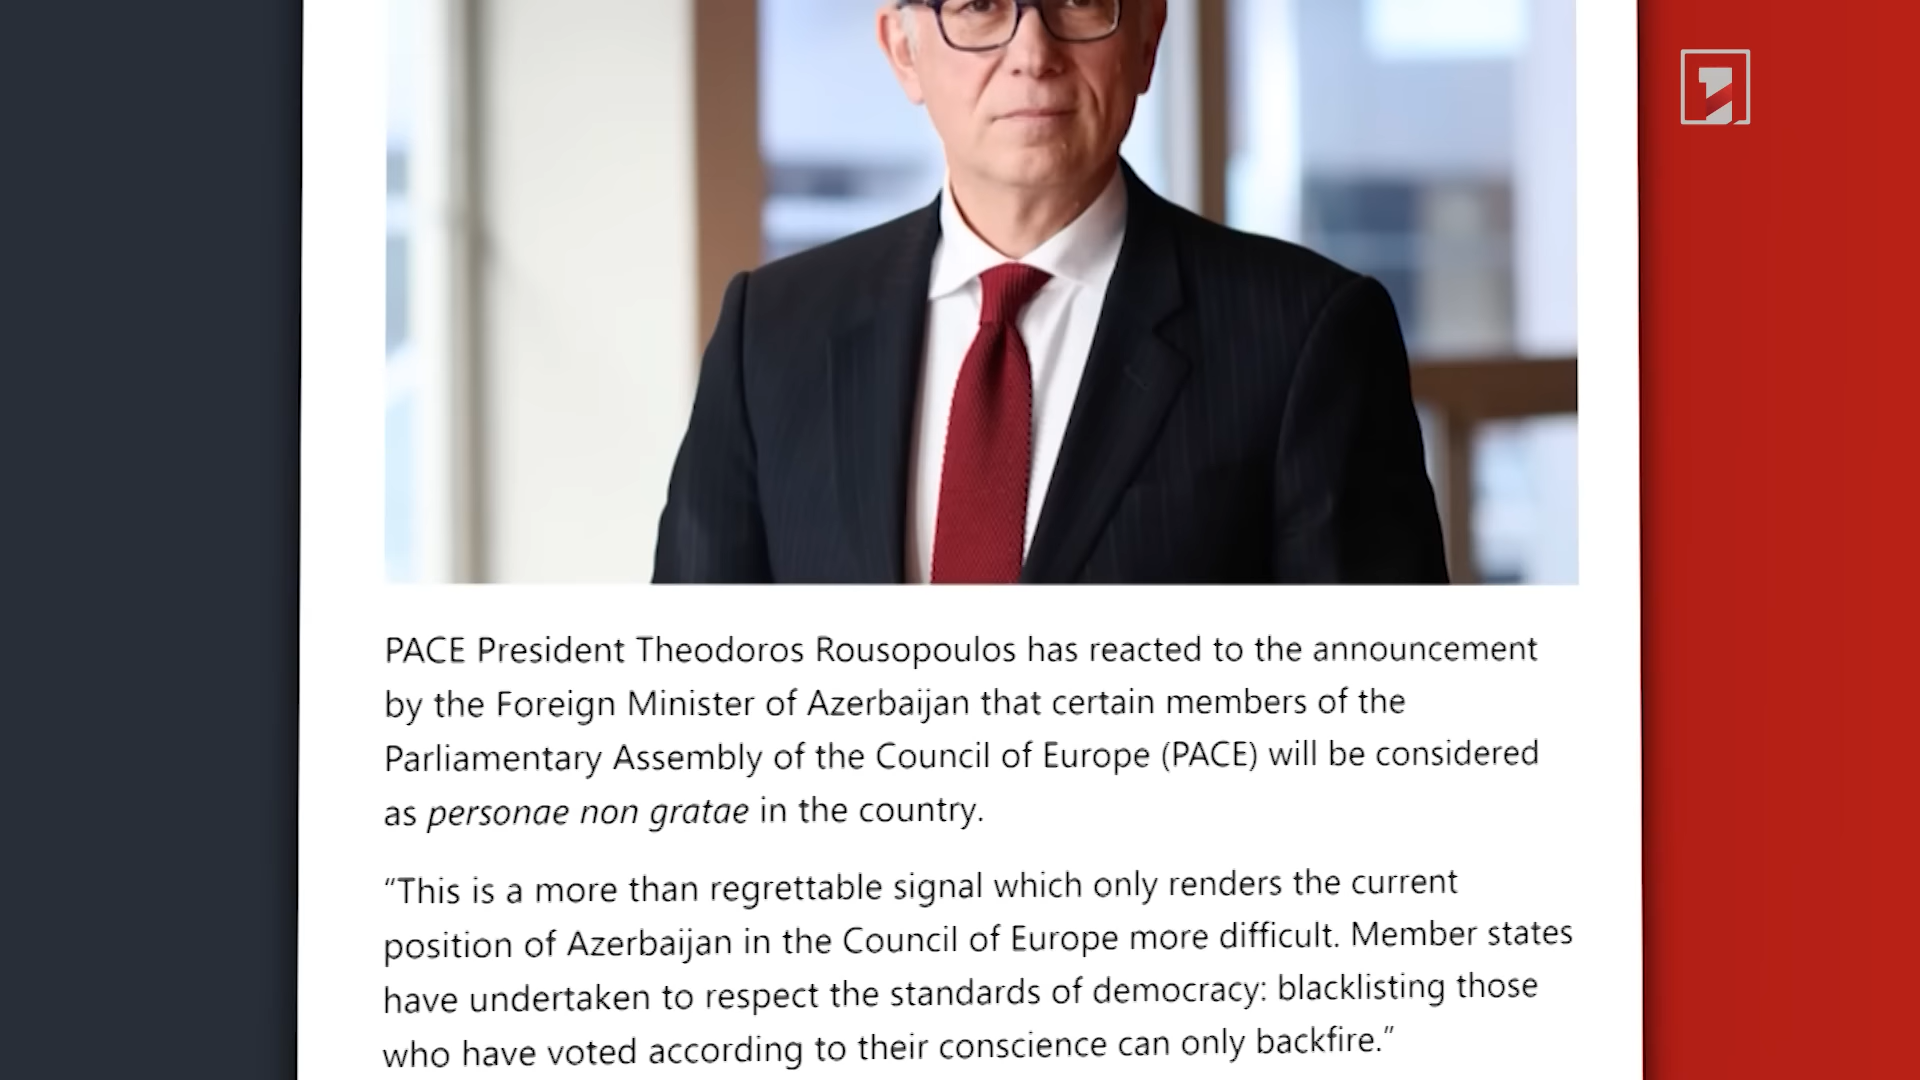 PACE President Theodoros Rousopoulos has reacted to the announcement
by the Foreign Minister of Azerbaijan that certain members of the
Parliamentary Assembly of the Council of Europe (PACE) will be considered
as personae non gratae in the country.
“This is a more than regrettable signal which only renders the current
position of Azerbaijan in the Council of Europe more difficult. Member states
have undertaken to respect the standards of democracy: blacklisting those
who have voted according to their conscience can only backfire.”